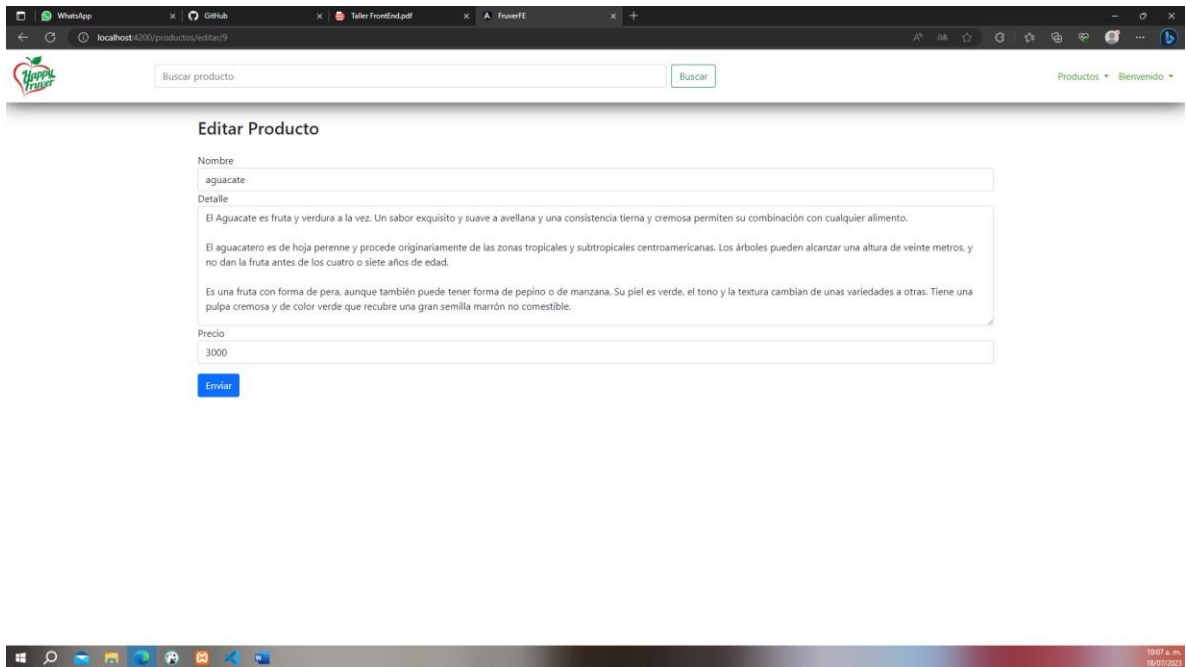 WhatsApp
GitHub
Taller FrontEnd.pdf
FruverFE
localhost:4200/productos/editar/9
Happy
Fruver
Buscar producto
Buscar
Productos
Bienvenido
Editar Producto
Nombre
aguacate
Detalle
El Aguacate es fruta y verdura a la vez. Un sabor exquisito y suave a avellana y una consistencia tierna y cremosa permiten su combinación con cualquier alimento.
El aguacatero es de hoja perenne y procede originariamente de las zonas tropicales y subtropicales centroamericanas. Los árboles pueden alcanzar una altura de veinte metros, y
no dan la fruta antes de los cuatro o siete años de edad.
Es una fruta con forma de pera, aunque también puede tener forma de pepino o de manzana. Su piel es verde, el tono y la textura cambian de unas variedades a otras. Tiene una
pulpa cremosa y de color verde que recubre una gran semilla marrón no comestible.
Precio
3000
Enviar
10:07 a. m.
18/07/2023